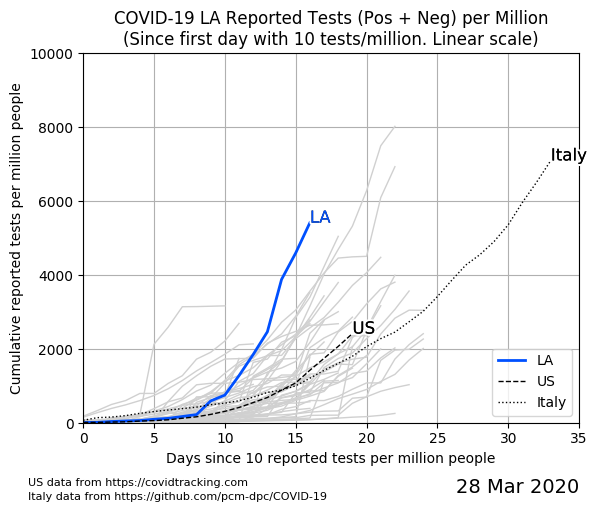 COVID-19 LA Reported Tests (Pos + Neg) per Million
(Since first day with 10 tests/million. Linear scale)
Cumulative reported tests per million people
10000
8000
6000
4000
2000
0
Italy
LA
US
LA
US
Italy
0 5 10 15 20 25 30 35
Days since 10 reported tests per million people
US data from https://covidtracking.com
Italy data from https://github.com/pcm-dpc/COVID-19
28 Mar 2020